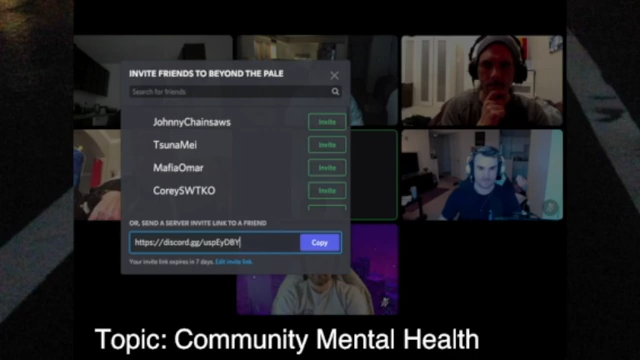 INVITE FRIENDS TO BEYOND THE PALE
Search for friends
JohnnyChainsaws
Invite
TsunaMei
Invite
MafiaOmar
Invite
CoreySWTKO
Invite
OR, SEND A SERVER INVITE LINK TO A FRIEND
https://discord.gg/uspEyD8Y
Copy
Your invite link expires in 7 days. Edit invite link.
Topic: Community Mental Health